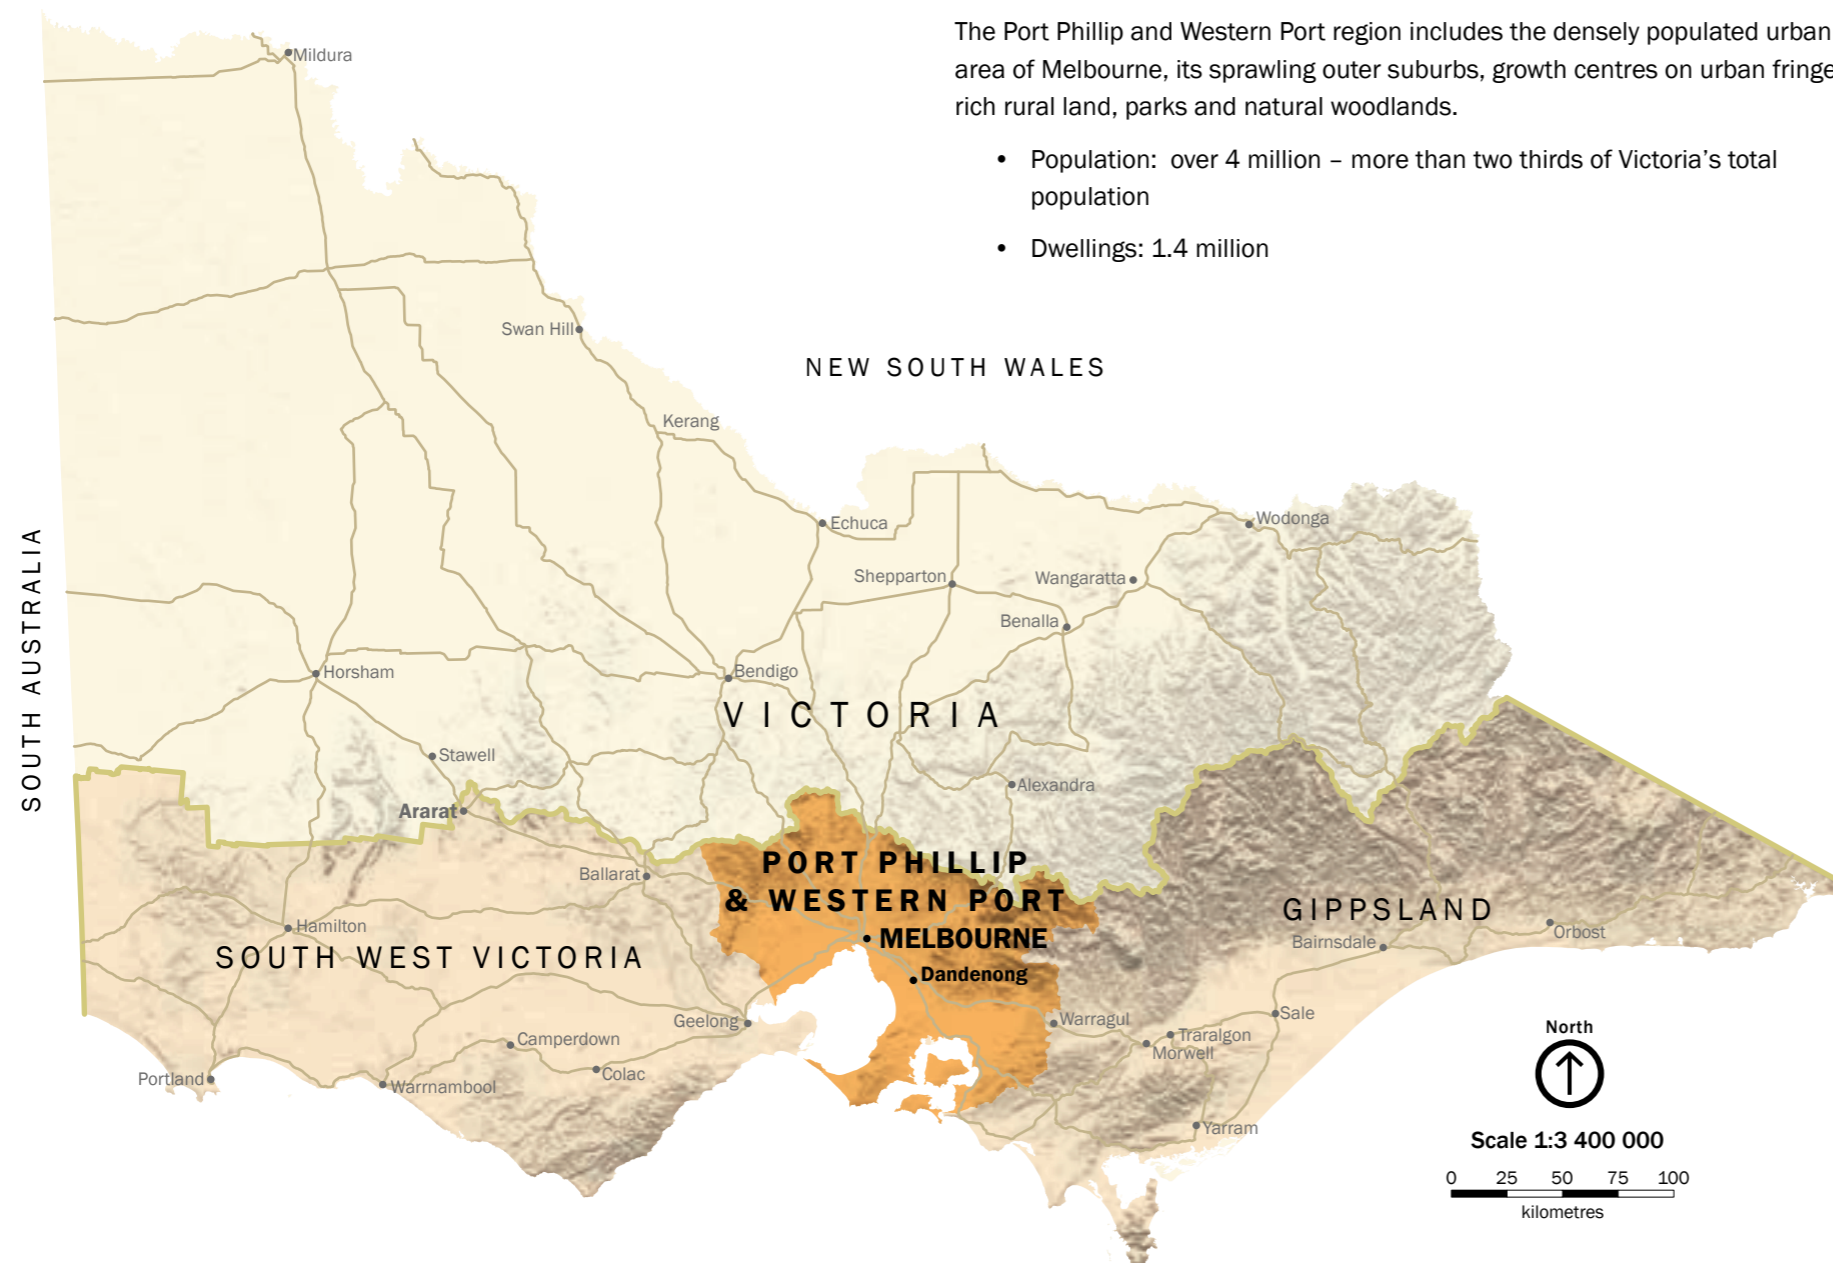 The Port Phillip and Western Port region includes the densely populated urban
area of Melbourne, its sprawling outer suburbs, growth centres on urban fringe
rich rural land, parks and natural woodlands.
• Population: over 4 million – more than two thirds of Victoria's total
population
• Dwellings: 1.4 million
Mildura
Swan Hill
NEW SOUTH WALES
Kerang
Echuca
Wodonga
SOUTH AUSTRALIA
Shepparton
Wangaratta
Benalla
Horsham
Bendigo
VICTORIA
Stawell
Alexandra
Ararat
PORT PHILLIP
& WESTERN PORT
Ballarat
GIPPSLAND
Hamilton
MELBOURNE
Orbost
Bairnsdale
SOUTH WEST VICTORIA
Dandenong
Geelong
Warragul
Sale
Traralgon
Morwell
Camperdown
Colac
Portland
Warrnambool
Yarram
North
Scale 1:3 400 000
0 25 50 75 100
kilometres